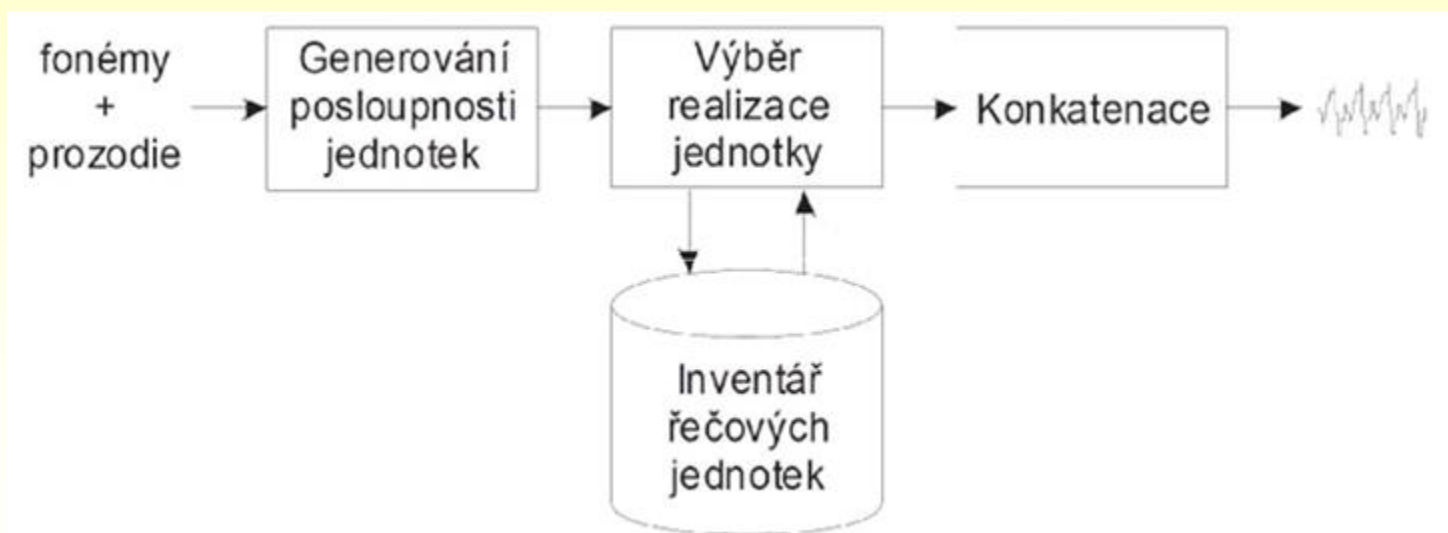 fonémy
+
prozodie
Generování
posloupnosti
jednotek
Výběr
realizace
jednotky
Konkatenace
Inventář
řečových
jednotek